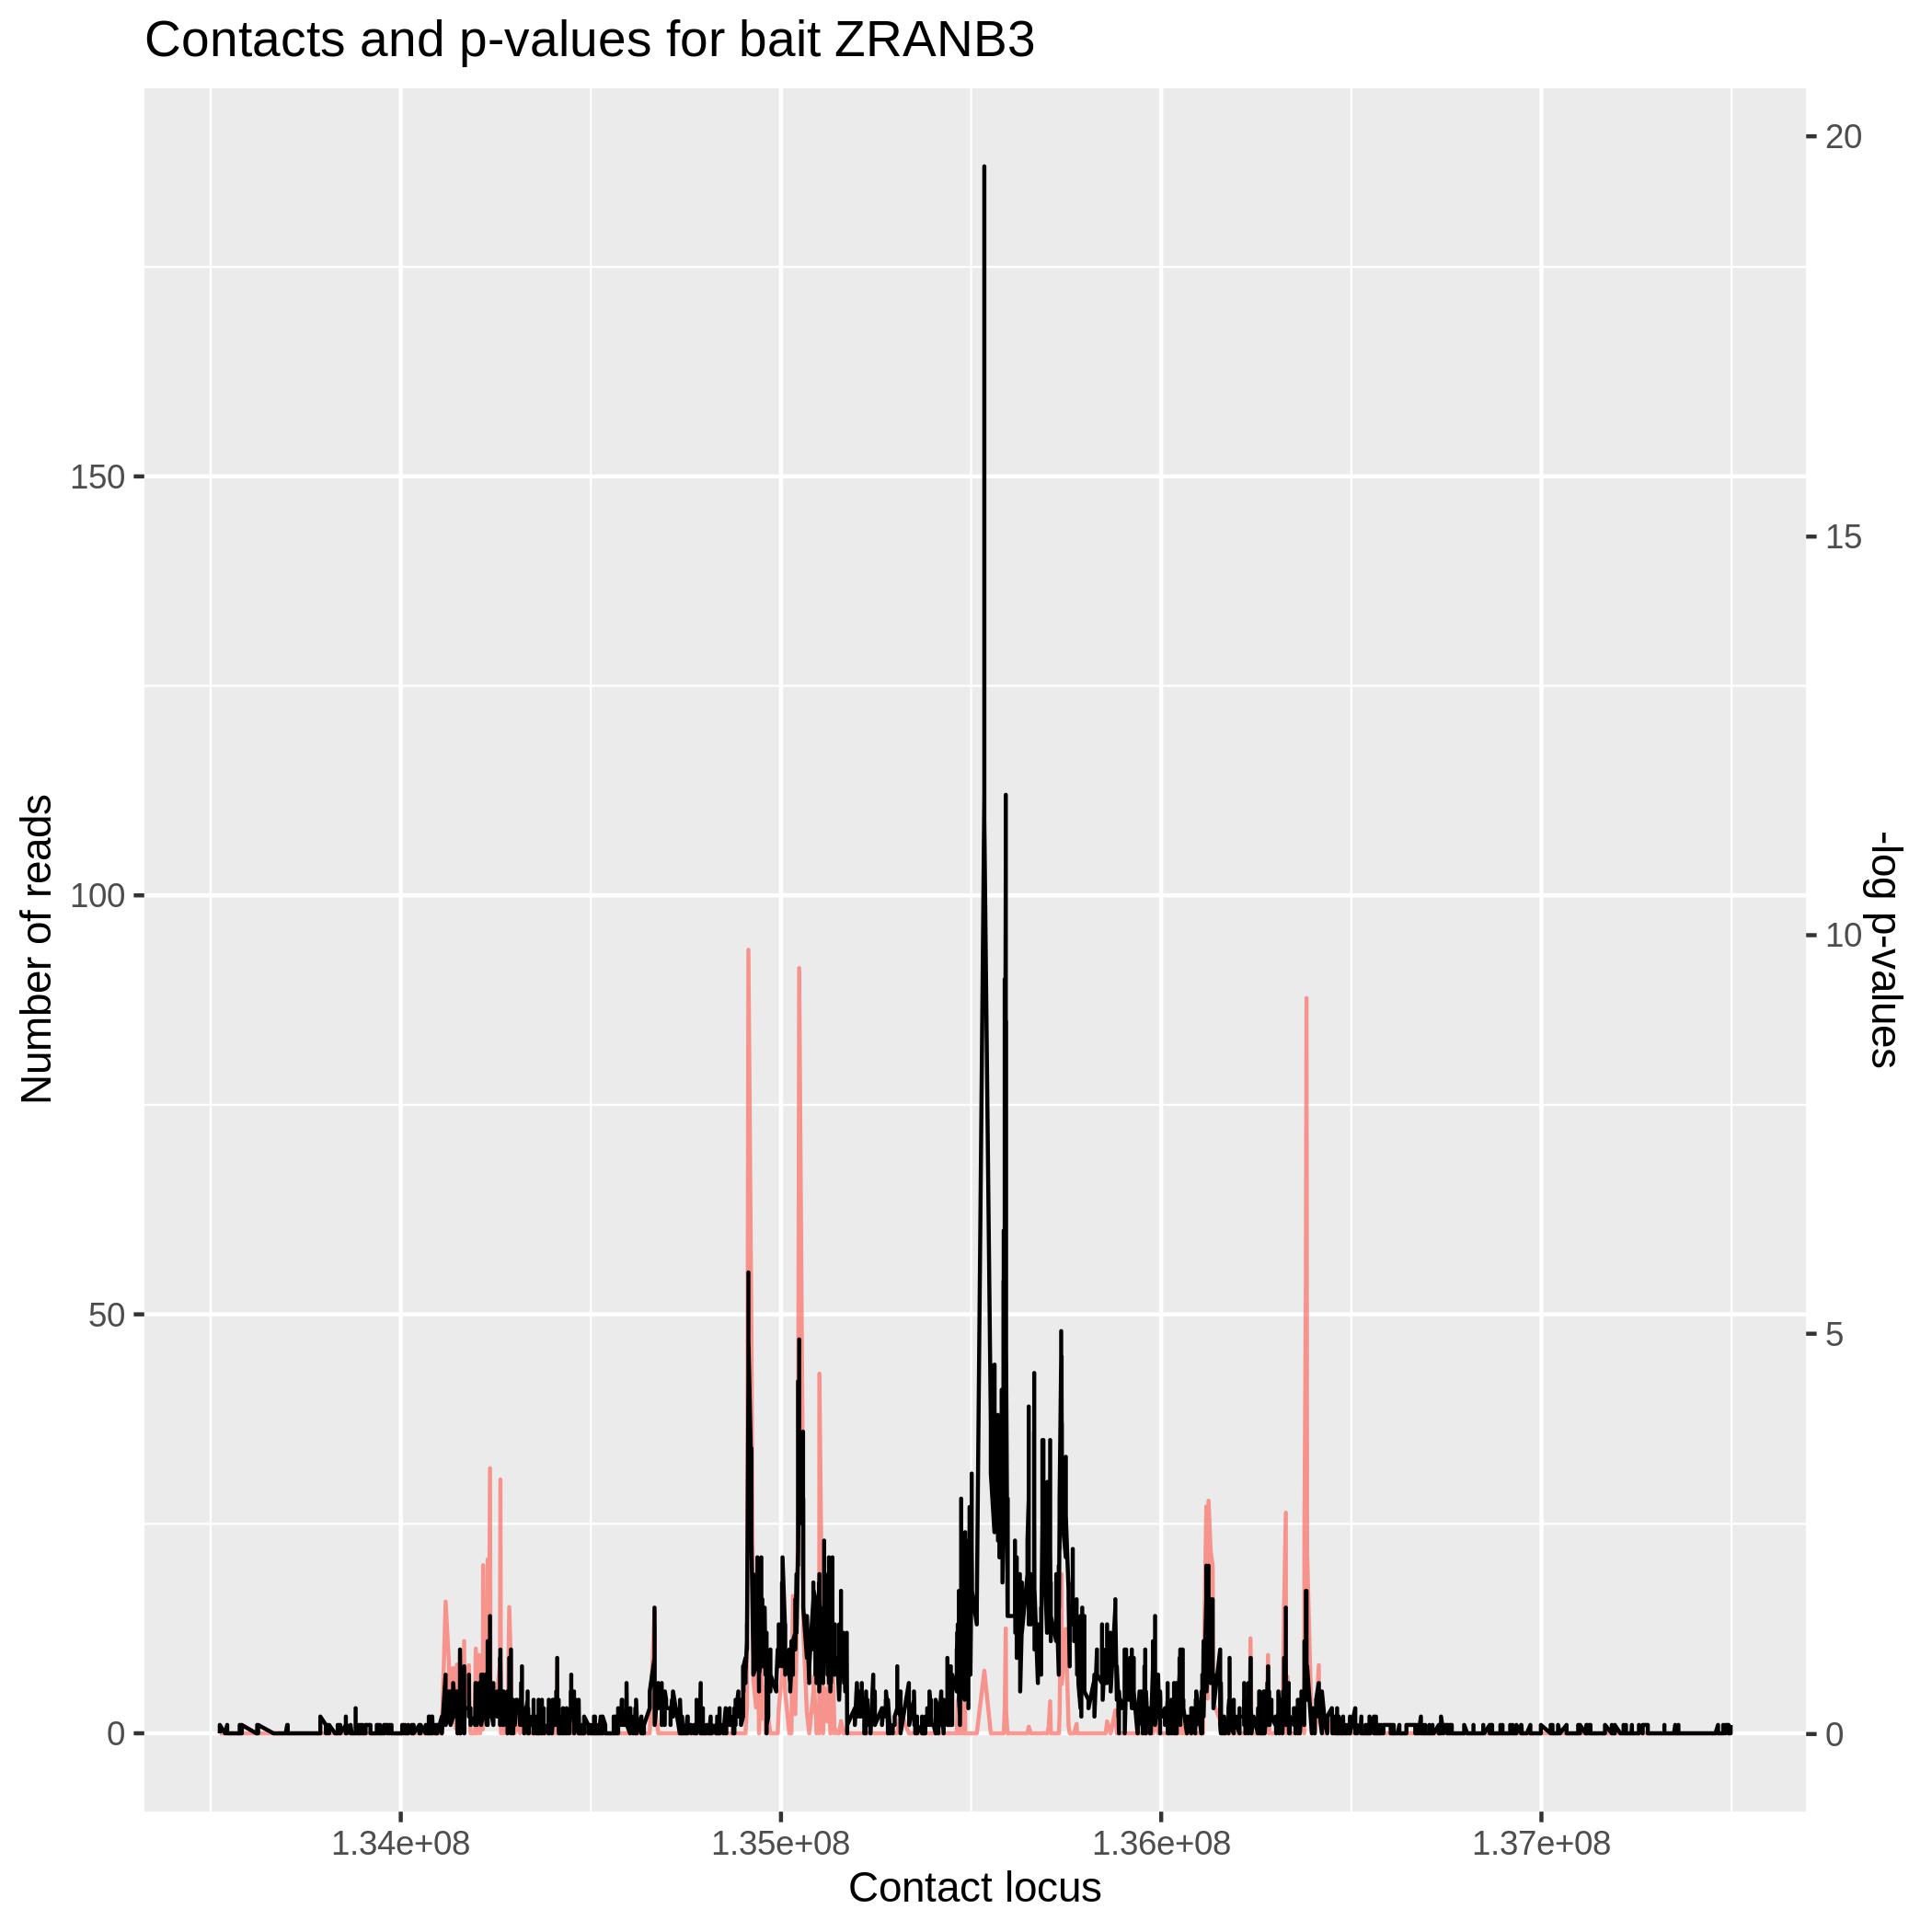 Contacts and p-values for bait ZRANB3
20
15
10
5
0
150
100
50
0
Number of reads
-log p-values
1.34e+08 1.35e+08 1.36e+08 1.37e+08
Contact locus